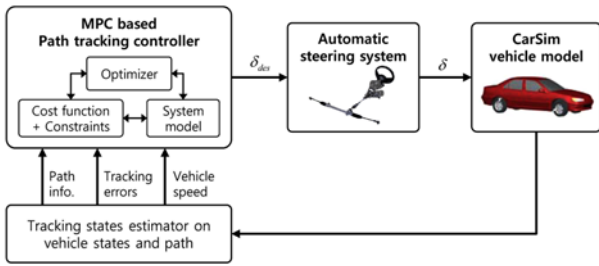 MPC based
Path tracking controller
Optimizer
Cost function
+ Constraints
System
model
δdes
Automatic
steering system
δ
CarSim
vehicle model
Path
info.
Tracking
errors
Vehicle
speed
Tracking states estimator on
vehicle states and path